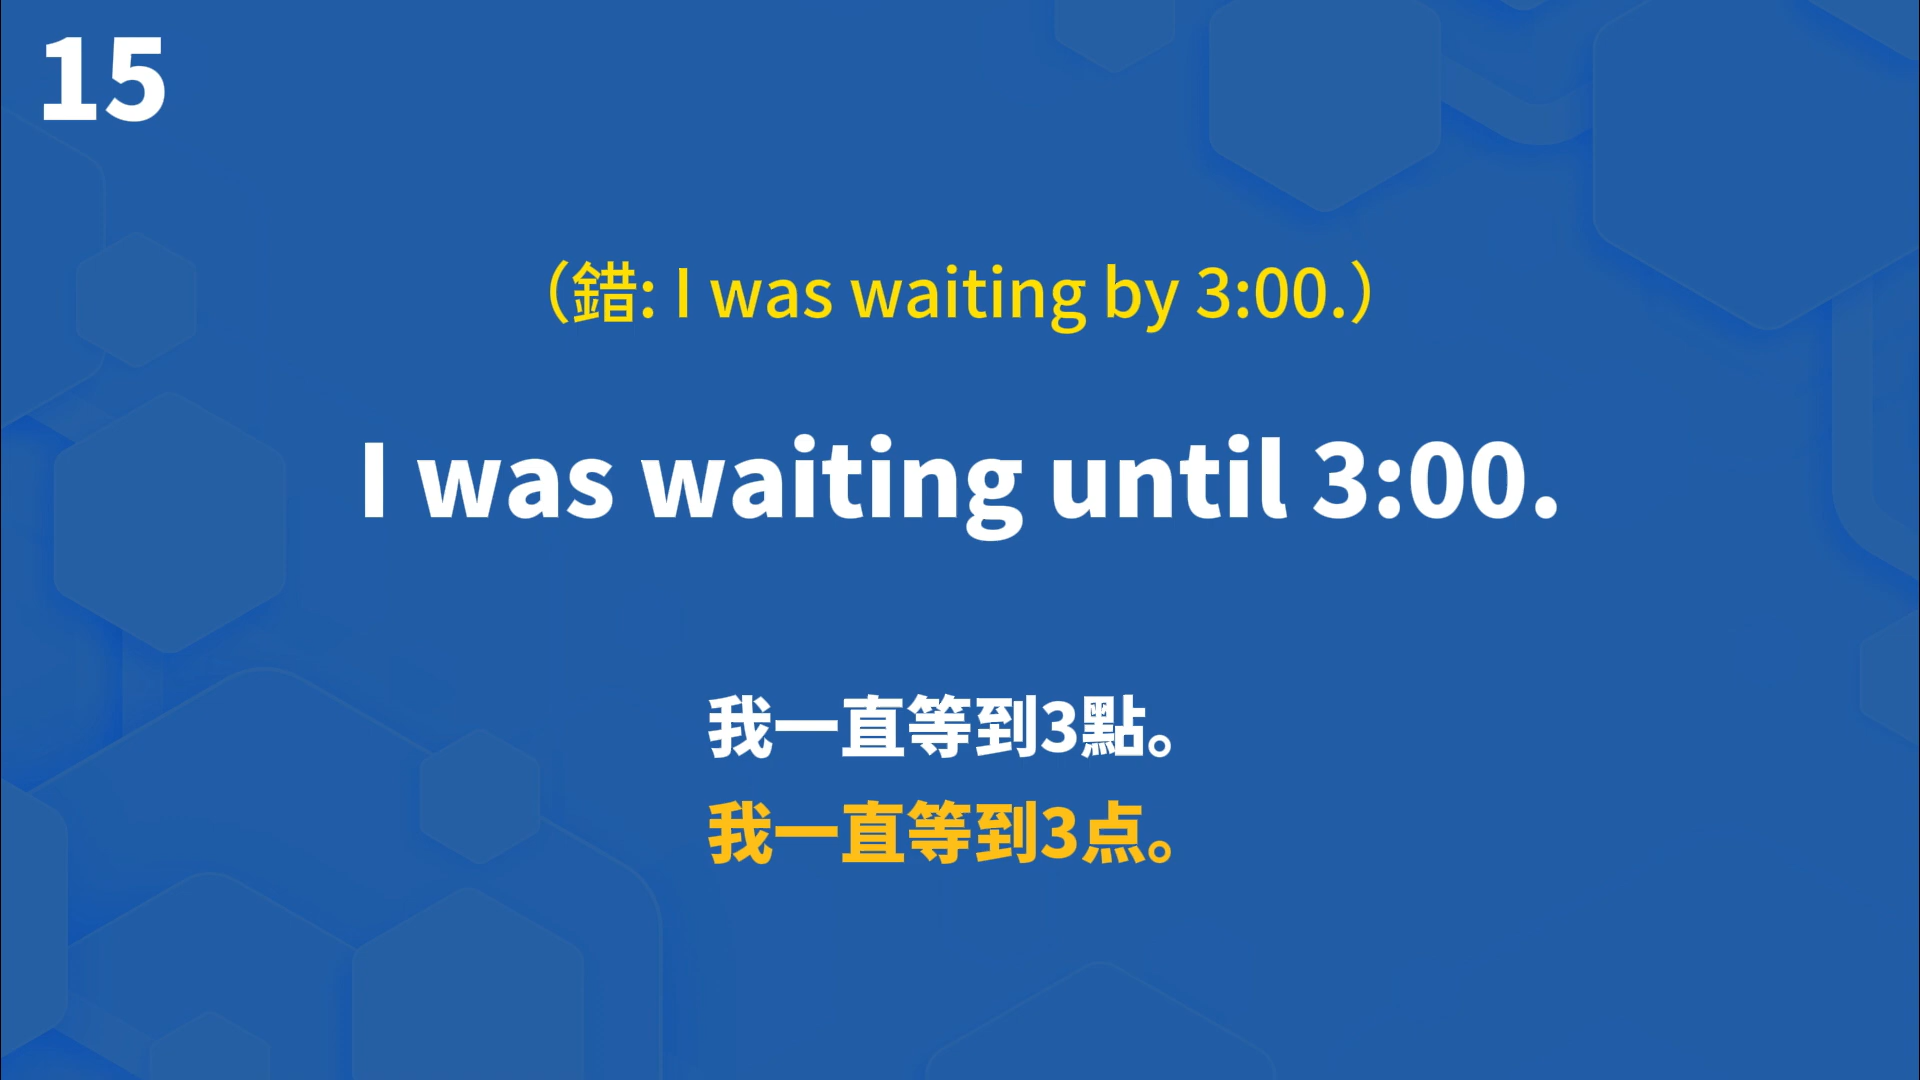 15
（錯: I was waiting by 3:00.）
I was waiting until 3:00.
我一直等到3點。
我一直等到3点。